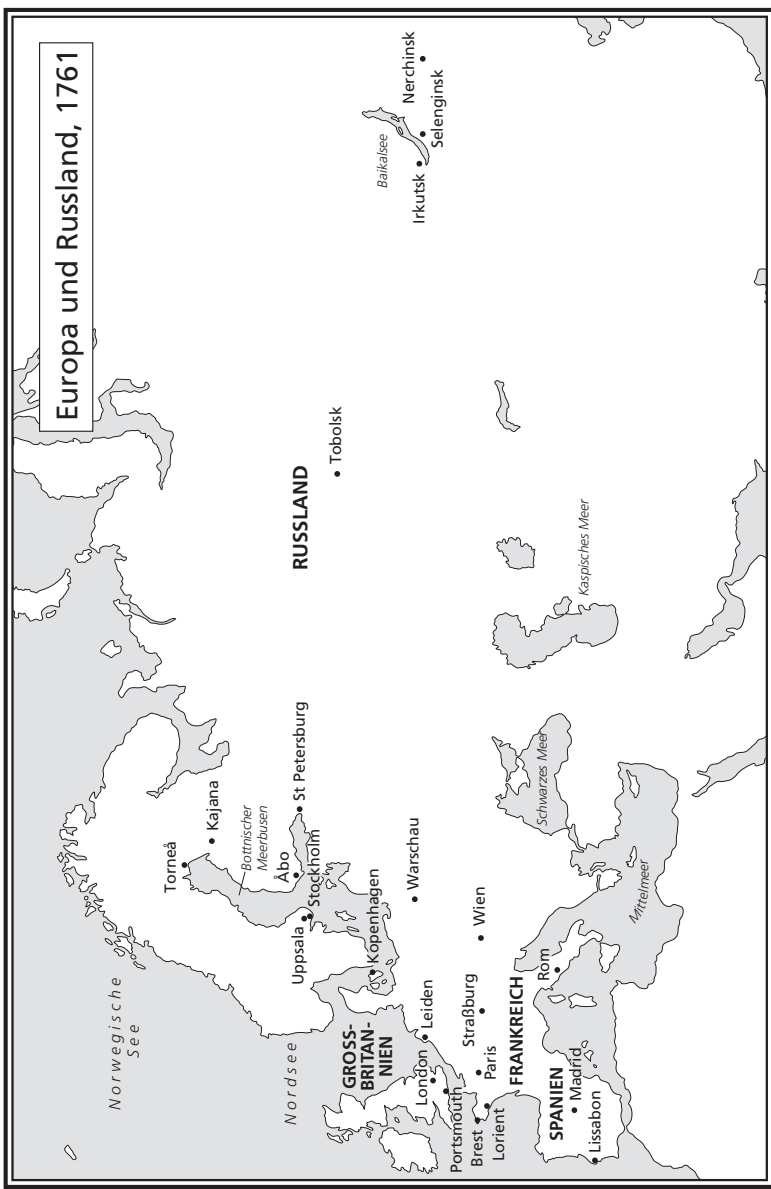 Europa und Russland, 1761
Norwegische
See
Nordsee
Torneå
Kajana
Bottnischer
Meerbusen
Uppsala
Åbo
Stockholm
St Petersburg
Kopenhagen
RUSSLAND
Tobolsk
Baikalsee
Irkutsk
Selenginsk
Nerchinsk
GROSS-
BRITAN-
NIEN
London
Portsmouth
Leiden
Warschau
Brest
Lorient
Paris
Straßburg
Wien
FRANKREICH
SPANIEN
Madrid
Lissabon
Rom
Mittelmeer
Schwarzes Meer
Kaspisches Meer